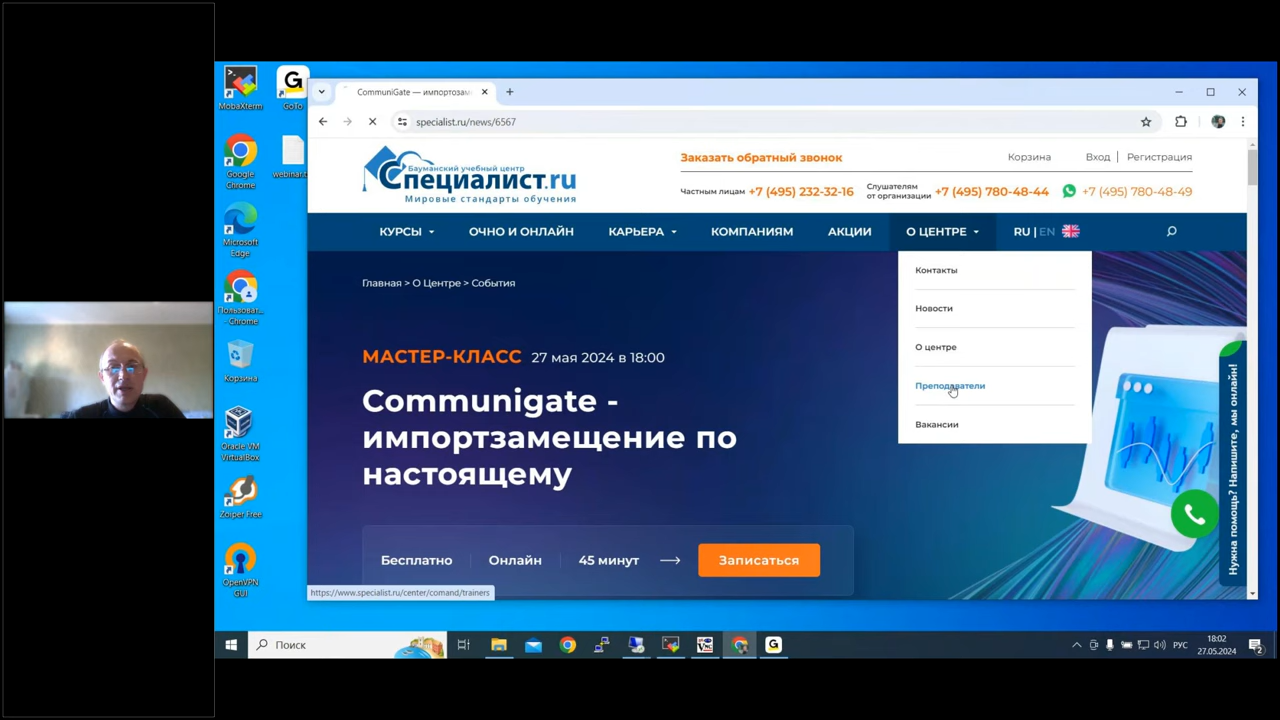 MobaXterm
GoTo
Google
Chrome
webinar.t...
Microsoft
Edge
Пользоват...
- Chrome
Корзина
Oracle VM
VirtualBox
Zoiper Free
OpenVPN
GUI
CommuniGate — импортозам
specialist.ru/news/6567
Бауманский учебный центр
Специалист.ru
Мировые стандарты обучения
Заказать обратный звонок
Корзина
Вход | Регистрация
Частным лицам +7 (495) 232-32-16
Слушателям
от организации +7 (495) 780-48-44
+7 (495) 780-48-49
КУРСЫ
ОЧНО И ОНЛАЙН
КАРЬЕРА
КОМПАНИЯМ
АКЦИИ
О ЦЕНТРЕ
RU | EN
Контакты
Новости
О центре
Преподаватели
Вакансии
Главная > О Центре > События
МАСТЕР-КЛАСС 27 мая 2024 в 18:00
Communigate -
импортзамещение по
настоящему
Бесплатно
Онлайн
45 минут
Записаться
Нужна помощь? Напишите, мы онлайн!
https://www.specialist.ru/center/comand/trainers
Поиск
РУС
18:02
27.05.2024
2